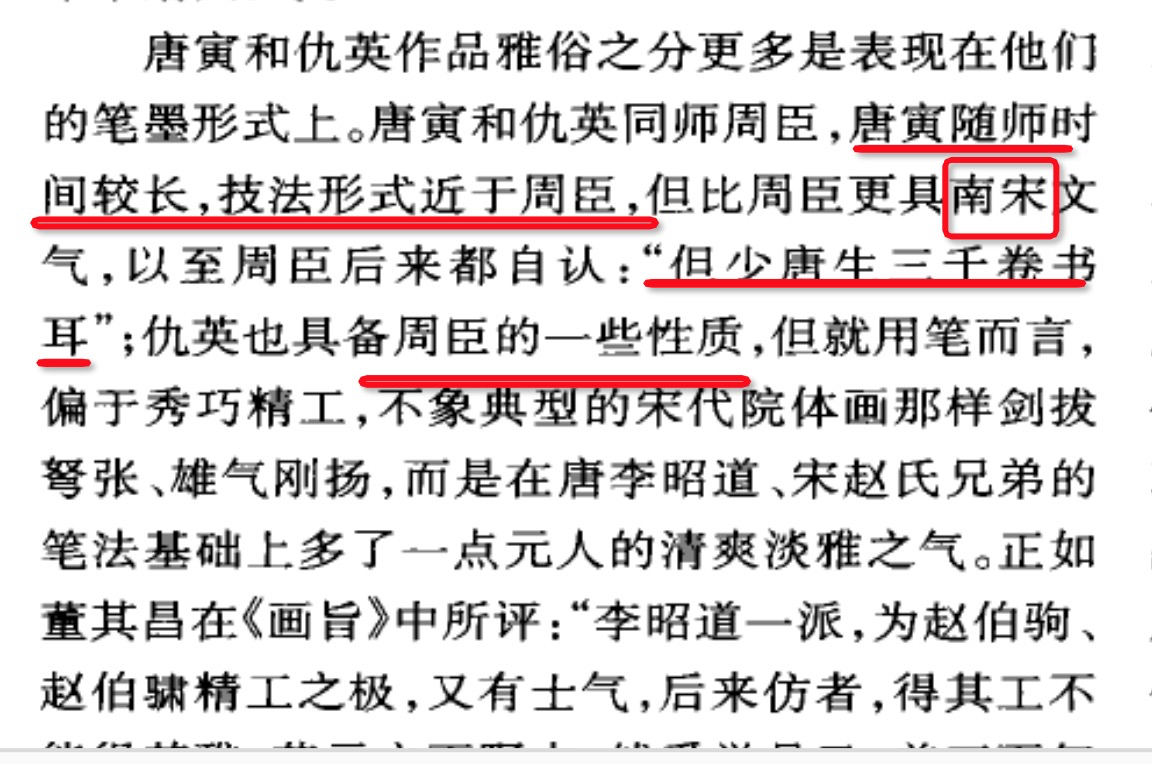 唐寅和仇英作品雅俗之分更多是表现在他们
的笔墨形式上。唐寅和仇英同师周臣,唐寅随师时
间较长,技法形式近于周臣,但比周臣更具南宋文
气,以至周臣后来都自认:“但少唐生三千卷书
耳”;仇英也具备周臣的一些性质,但就用笔而言,
偏于秀巧精工,不象典型的宋代院体画那样剑拔
弩张、雄气刚扬,而是在唐李昭道、宋赵氏兄弟的
笔法基础上多了一点元人的清爽淡雅之气。正如
董其昌在《画旨》中所评:“李昭道一派,为赵伯驹、
赵伯骕精工之极,又有士气,后来仿者,得其工不